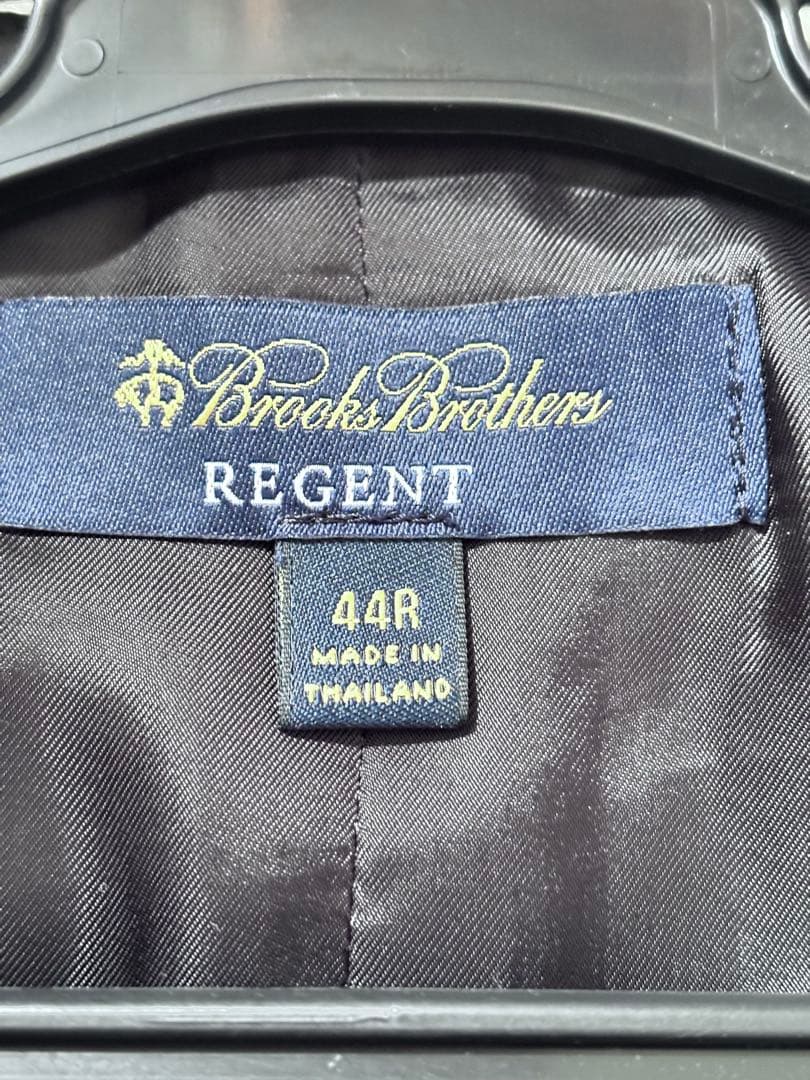 Brooks Brothers
REGENT
44R
MADE IN
THAILAND